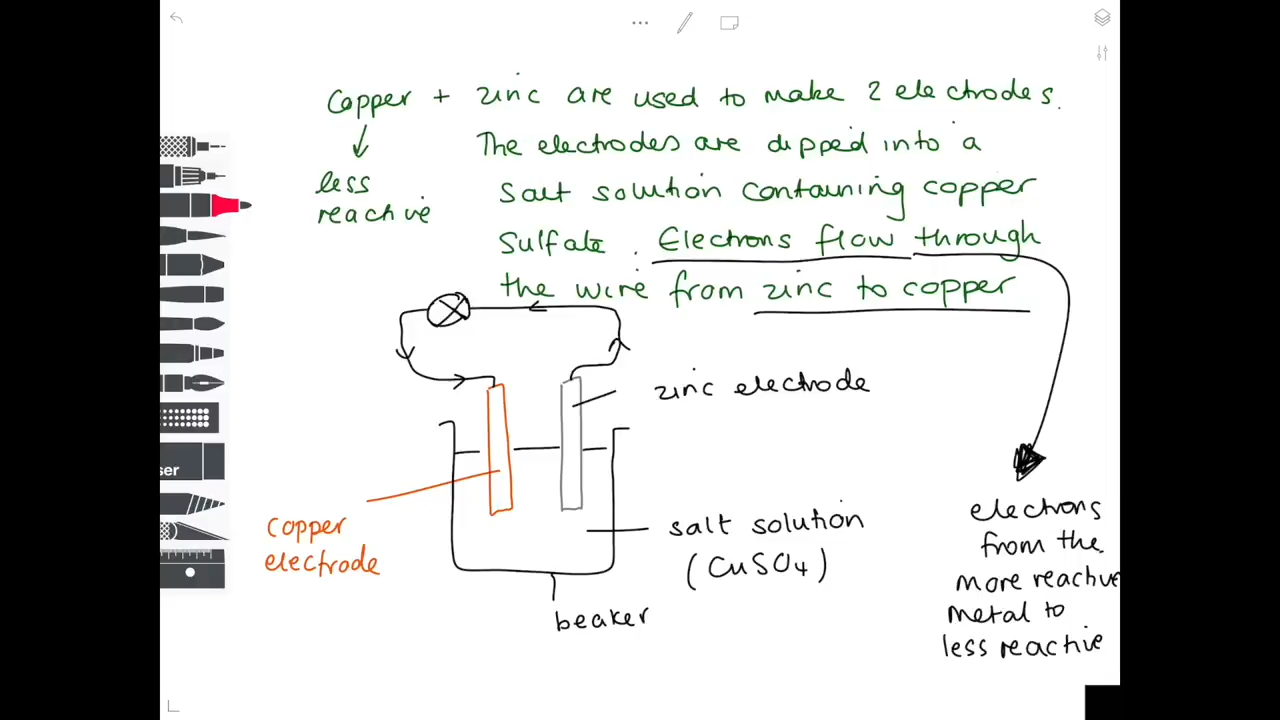 Copper + zinc are used to make 2 electrodes.
The electrodes are dipped into a
less
salt solution containing copper
reactive
sulfate. Electrons flow through
the wire from zinc to copper
zinc electrode
copper
electrode
salt solution
(CuSO4)
beaker
electrons
from the
more reactive
metal to
less reactive
ser